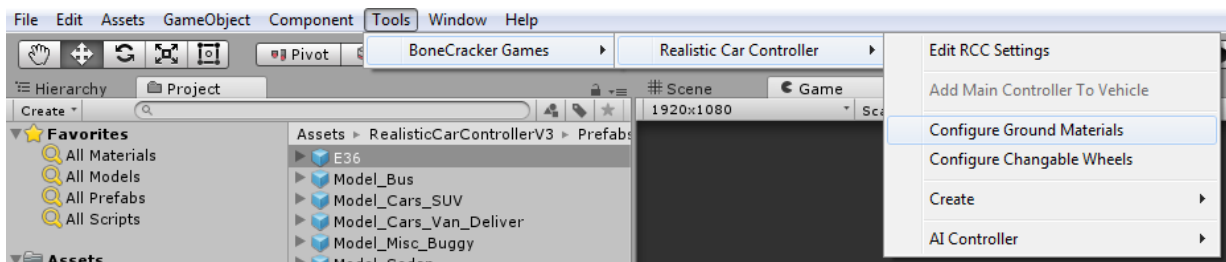 File Edit Assets GameObject Component Tools Window Help
Pivot
BoneCracker Games
Realistic Car Controller
Edit RCC Settings
Add Main Controller To Vehicle
Configure Ground Materials
Configure Changable Wheels
Create
AI Controller
Hierarchy Project
Scene Game
Create
1920x1080
Favorites
All Materials
All Models
All Prefabs
All Scripts
Assets
Assets RealisticCarControllerV3 Prefabs
E36
Model_Bus
Model_Cars_SUV
Model_Cars_Van_Deliver
Model_Misc_Buggy